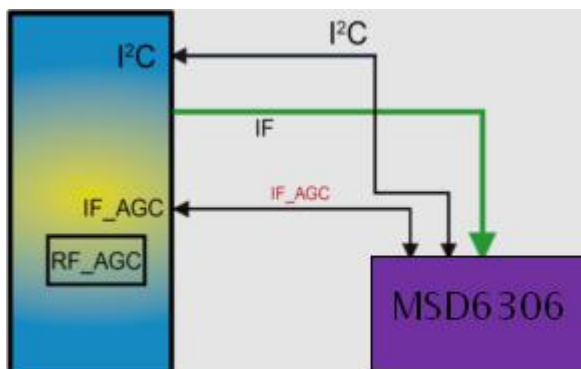 I²C
I²C
IF
IF_AGC
IF_AGC
RF_AGC
MSD6306